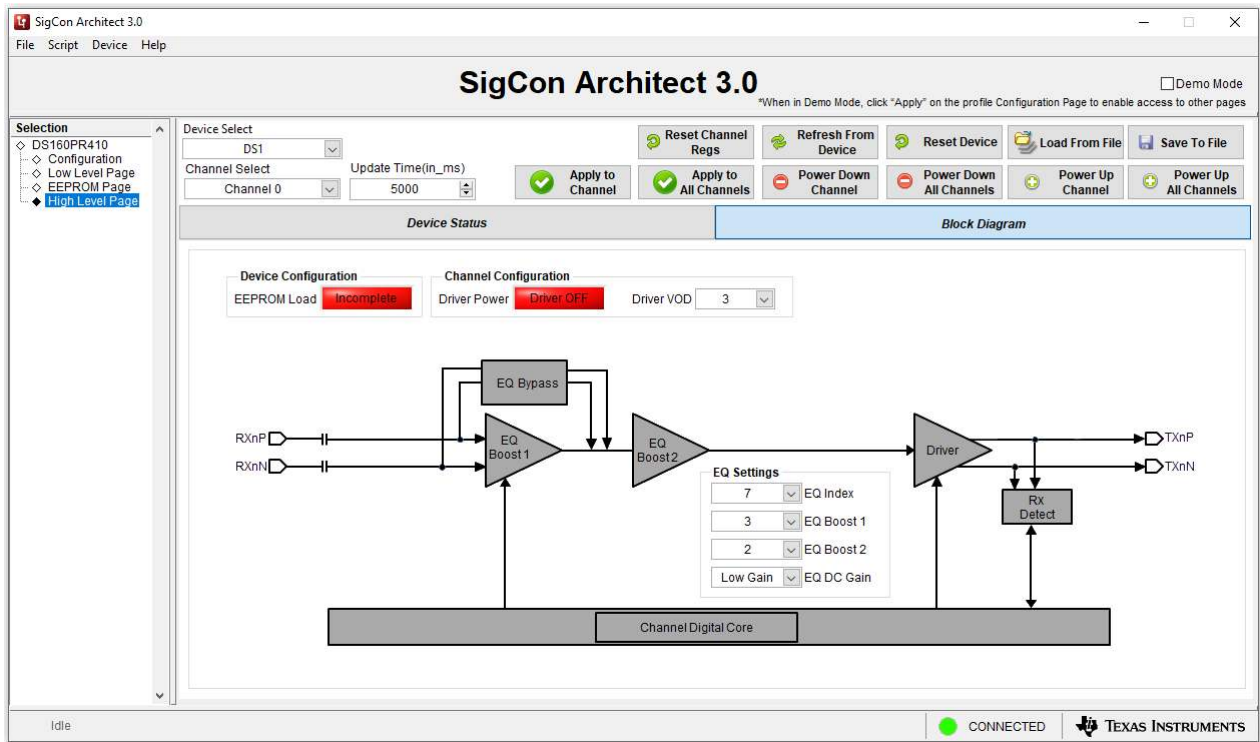 SigCon Architect 3.0
File Script Device Help
SigCon Architect 3.0
Demo Mode
*When in Demo Mode, click "Apply" on the profile Configuration Page to enable access to other pages
Selection
DS160PR410
Configuration
Low Level Page
EEPROM Page
High Level Page
Device Select
DS1
Channel Select
Channel 0
Update Time(in_ms)
5000
Reset Channel
Regs
Refresh From
Device
Reset Device
Load From File
Save To File
Apply to
Channel
Apply to
All Channels
Power Down
Channel
Power Down
All Channels
Power Up
Channel
Power Up
All Channels
Device Status
Block Diagram
Device Configuration
EEPROM Load Incomplete
Channel Configuration
Driver Power Driver OFF Driver VOD 3
EQ Bypass
RXnP
RXnN
EQ
Boost 1
EQ
Boost2
Driver
TXnP
TXnN
EQ Settings
7 EQ Index
3 EQ Boost 1
2 EQ Boost 2
Low Gain EQ DC Gain
Rx
Detect
Channel Digital Core
Idle
CONNECTED
TEXAS INSTRUMENTS